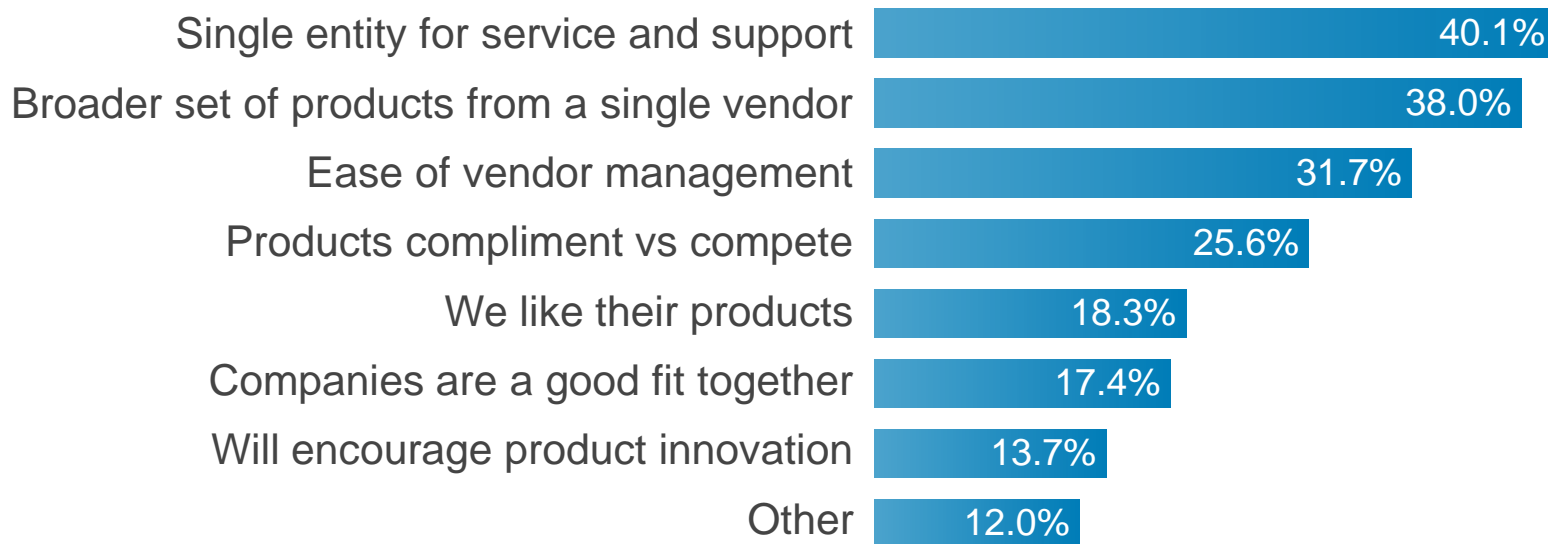 Single entity for service and support 40.1%
Broader set of products from a single vendor 38.0%
Ease of vendor management 31.7%
Products compliment vs compete 25.6%
We like their products 18.3%
Companies are a good fit together 17.4%
Will encourage product innovation 13.7%
Other 12.0%